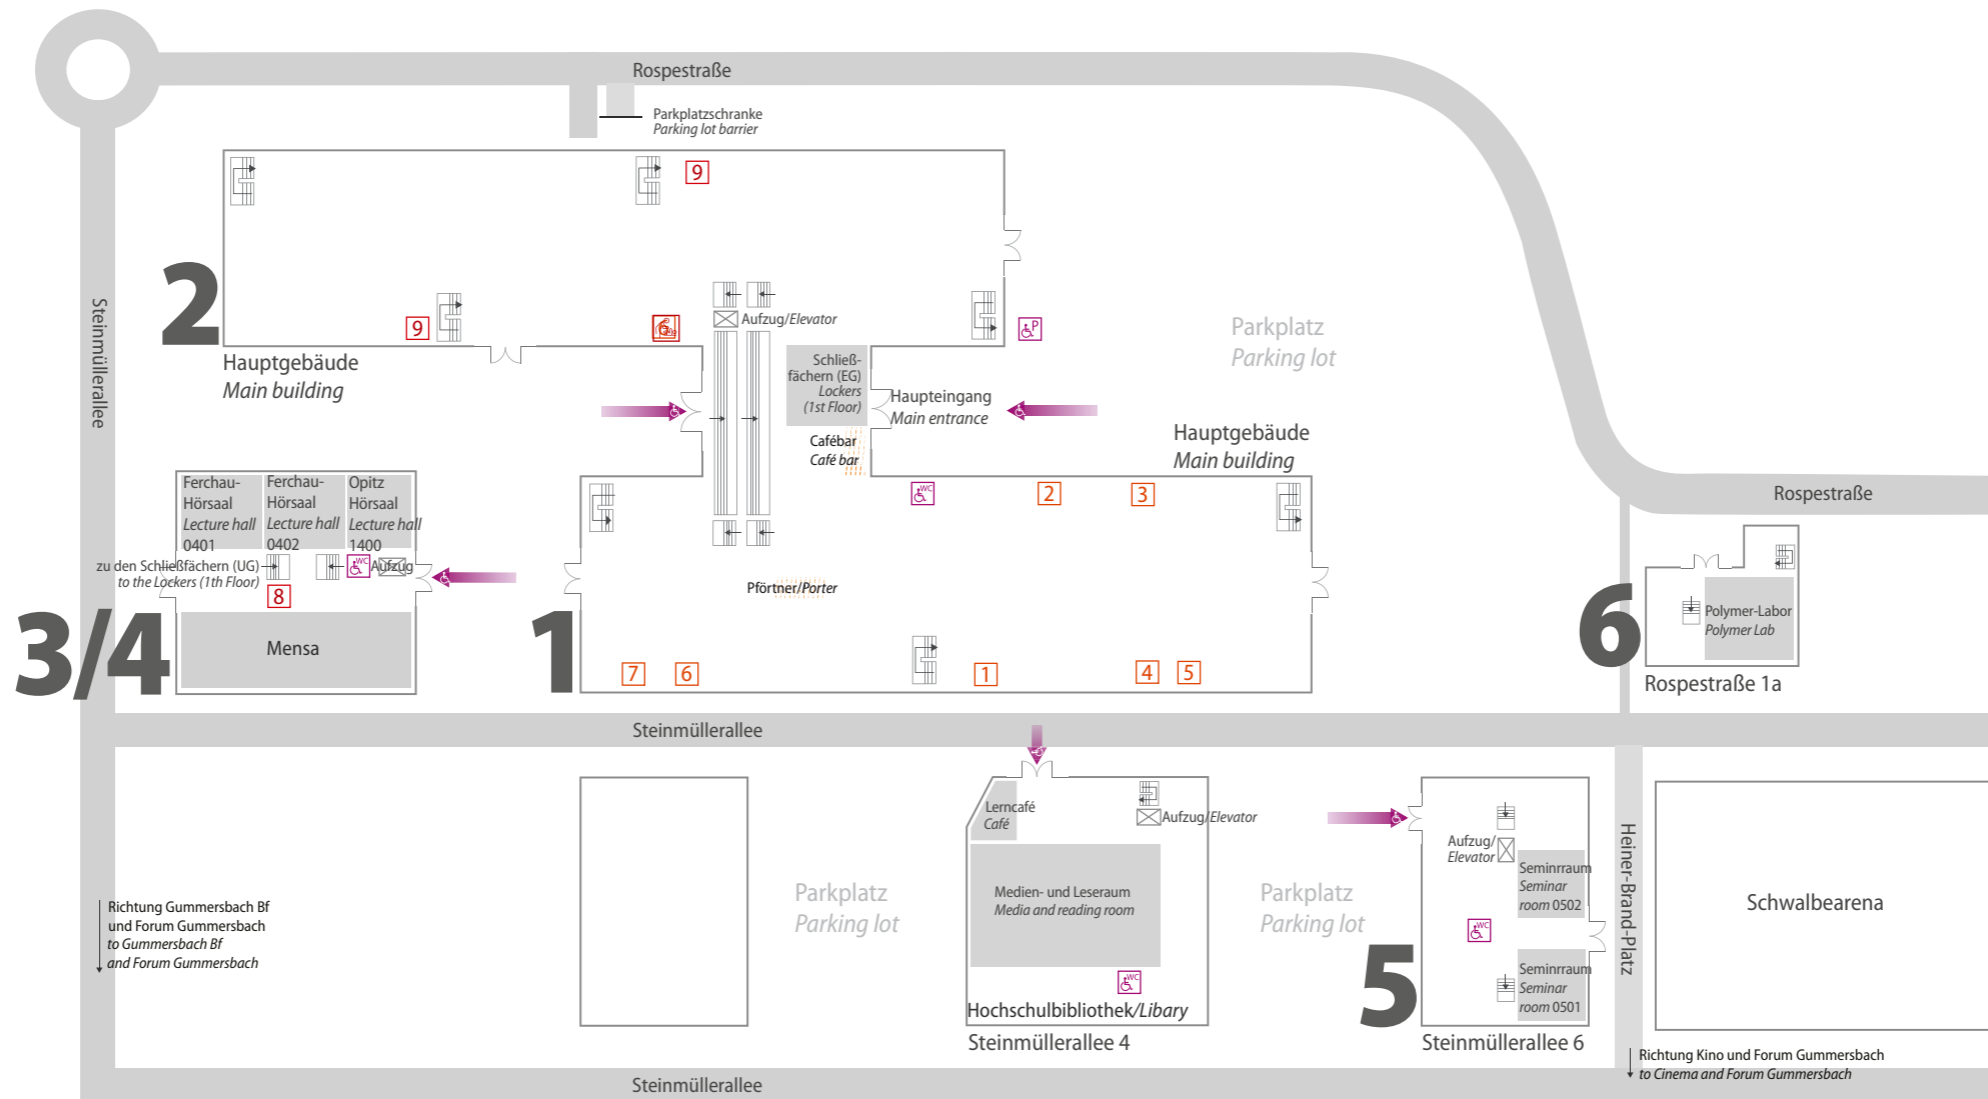 Rospestraße
Parkplatzschranke
Parking lot barrier
9
2
Steinmüllerallee
9
Aufzug/Elevator
P
Parkplatz
Parking lot
Hauptgebäude
Main building
Schließ-
fächern (EG)
Lockers
(1st Floor)
Haupteingang
Main entrance
Cafébar
Café bar
Hauptgebäude
Main building
WC
2
3
Rospestraße
Ferchau-
Hörsaal
Lecture hall
0401
Ferchau-
Hörsaal
Lecture hall
0402
Opitz
Hörsaal
Lecture hall
1400
zu den Schließfächern (UG)
to the Lockers (1th Floor)
WC
Aufzug
8
3/4
Mensa
Pförtner/Porter
1
7
6
1
4
5
6
Polymer-Labor
Polymer Lab
Rospestraße 1a
Steinmüllerallee
Lerncafé
Café
Aufzug/Elevator
Medien- und Leseraum
Media and reading room
WC
Hochschulbibliothek/Libary
Steinmüllerallee 4
Parkplatz
Parking lot
Parkplatz
Parking lot
Aufzug/
Elevator
Seminrraum
Seminar
room 0502
WC
Seminrraum
Seminar
room 0501
5
Steinmüllerallee 6
Heiner-Brand-Platz
Schwalbearena
Richtung Gummersbach Bf
und Forum Gummersbach
to Gummersbach Bf
and Forum Gummersbach
Richtung Kino und Forum Gummersbach
to Cinema and Forum Gummersbach
Steinmüllerallee